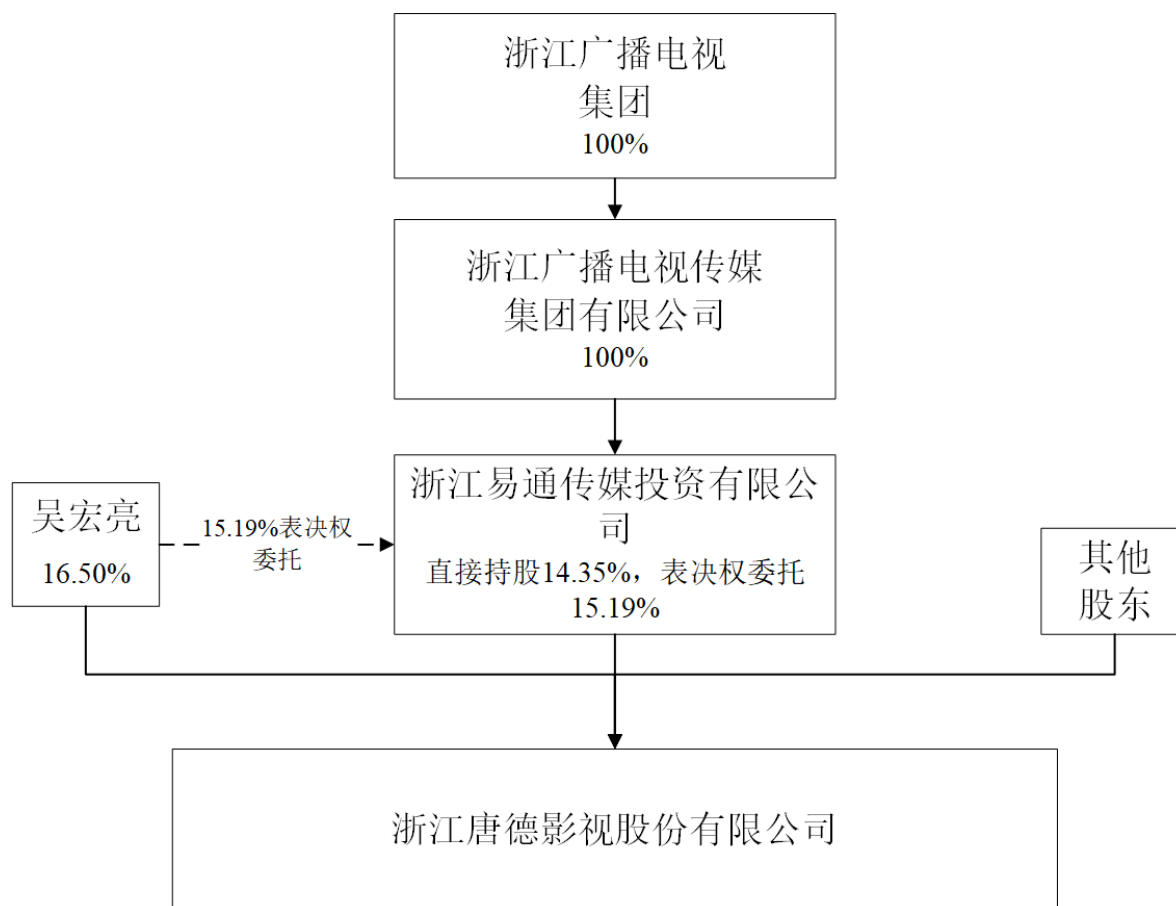 浙江广播电视
集团
100%
浙江广播电视传媒
集团有限公司
100%
吴宏亮
16.50%
15.19%表决权
委托
浙江易通传媒投资有限公
司
直接持股14.35%，表决权委托
15.19%
其他
股东
浙江唐德影视股份有限公司